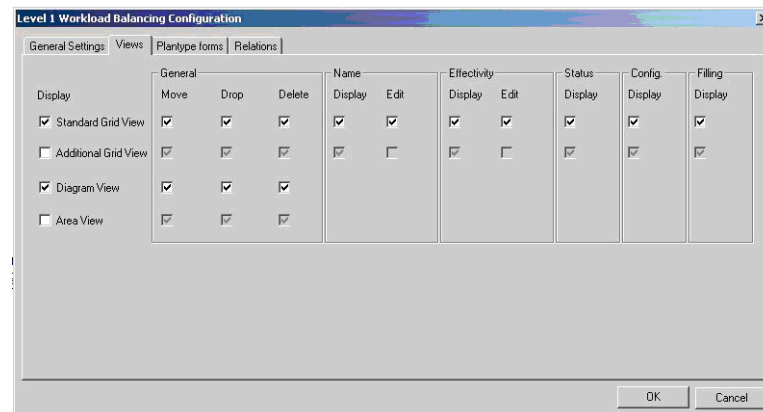 Level 1 Workload Balancing Configuration
General Settings Views Plantype forms Relations
General Name Effectivity Status Config. Filling
Display Move Drop Delete Display Edit Display Edit Display Display Display
Standard Grid View
Additional Grid View
Diagram View
Area View
OK Cancel